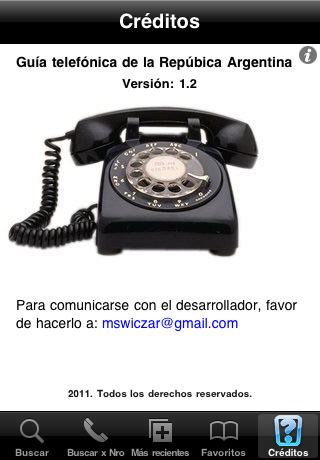 Créditos
Guía telefónica de la Repúbica Argentina
Versión: 1.2
Para comunicarse con el desarrollador, favor
de hacerlo a: mswiczar@gmail.com
2011. Todos los derechos reservados.
Buscar Buscar x Nro Más recientes Favoritos Créditos